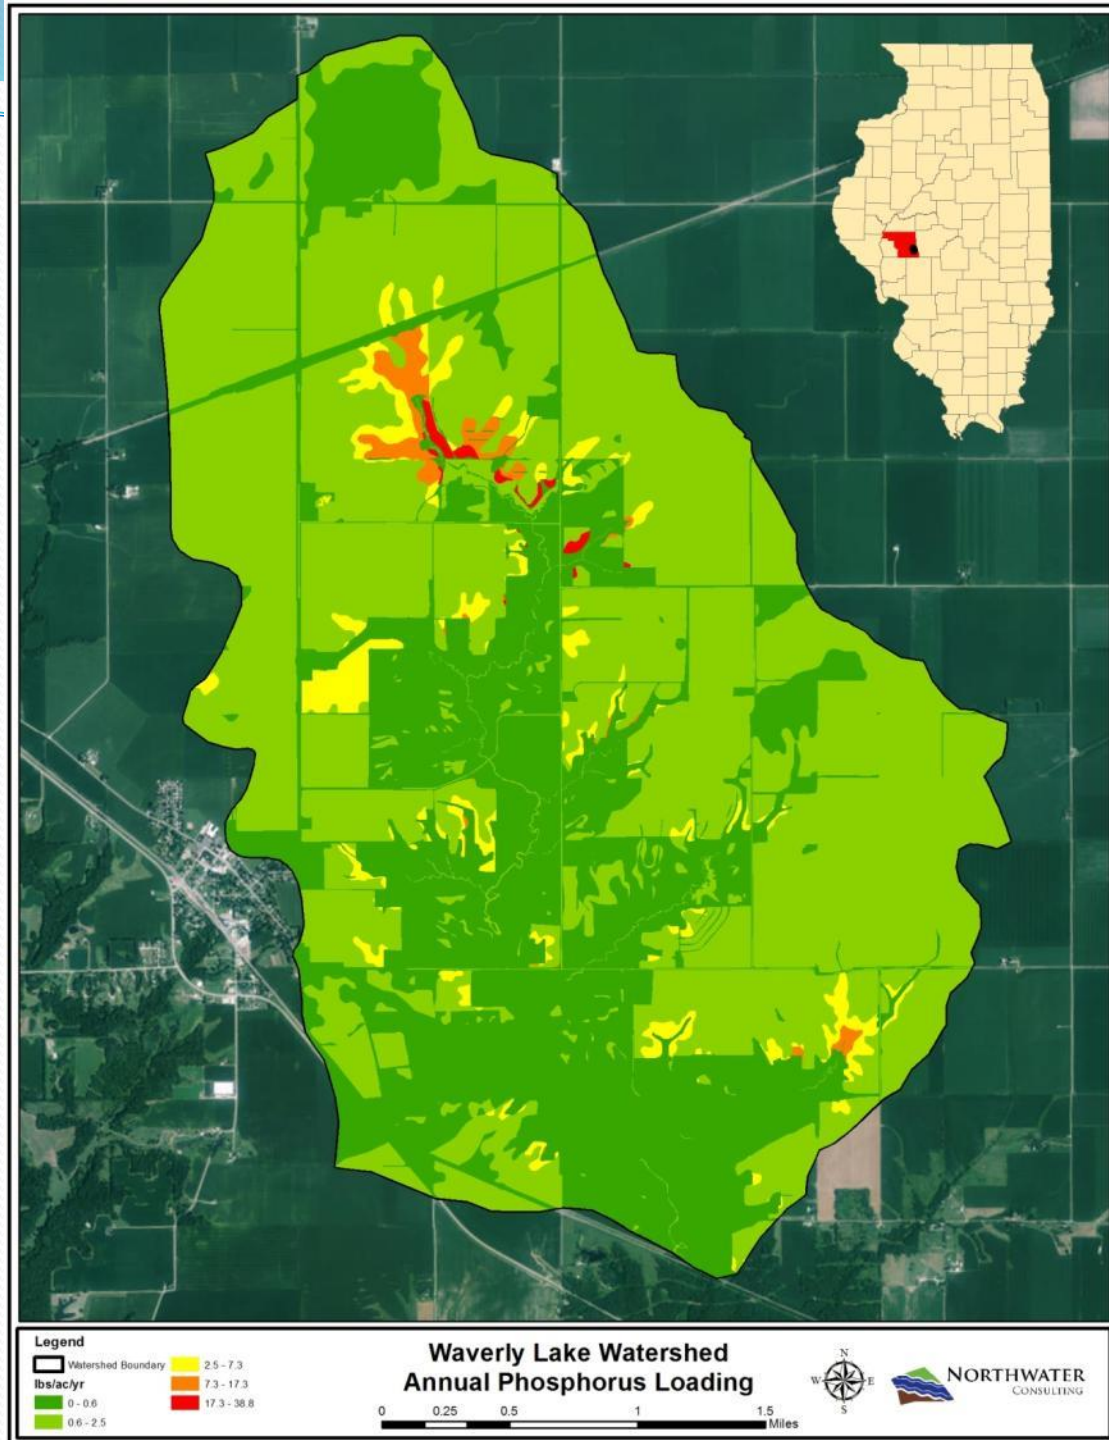 Legend
Watershed Boundary
lbs/ac/yr
0 - 0.6
0.6 - 2.5
2.5 - 7.3
7.3 - 17.3
17.3 - 38.8
Waverly Lake Watershed
Annual Phosphorus Loading
0 0.25 0.5 1 1.5
Miles
N
W E
S
NORTHWATER
CONSULTING